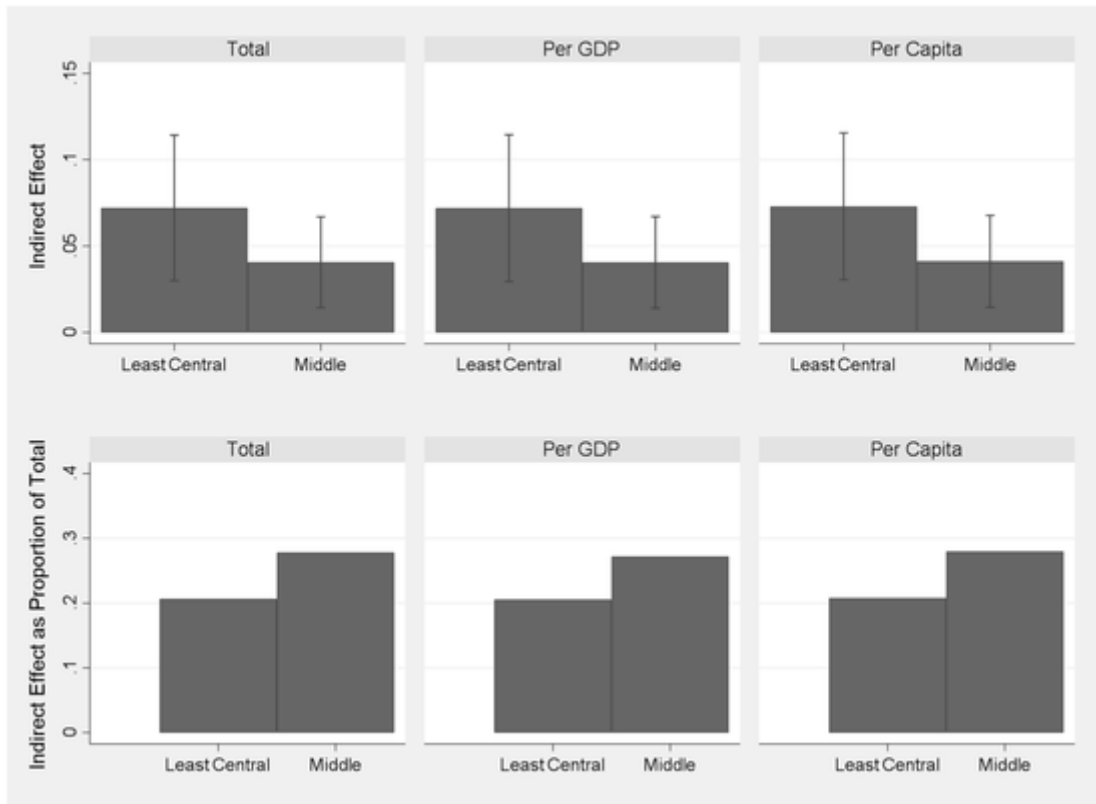 Total Per GDP Per Capita
Indirect Effect
.15
.1
.05
0
Least Central Middle Least Central Middle Least Central Middle
Total Per GDP Per Capita
Indirect Effect as Proportion of Total
.4
.3
.2
.1
0
Least Central Middle Least Central Middle Least Central Middle